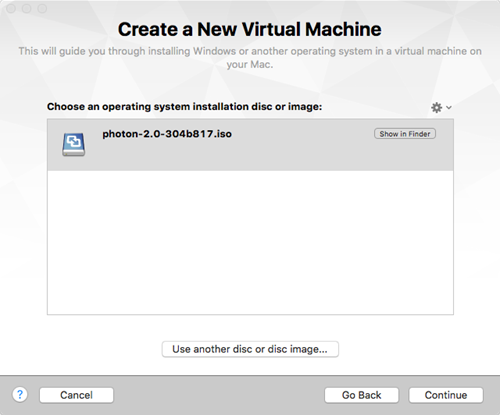 Create a New Virtual Machine
This will guide you through installing Windows or another operating system in a virtual machine on
your Mac.
Choose an operating system installation disc or image:
photon-2.0-304b817.iso
Show in Finder
Use another disc or disc image...
?
Cancel
Go Back
Continue